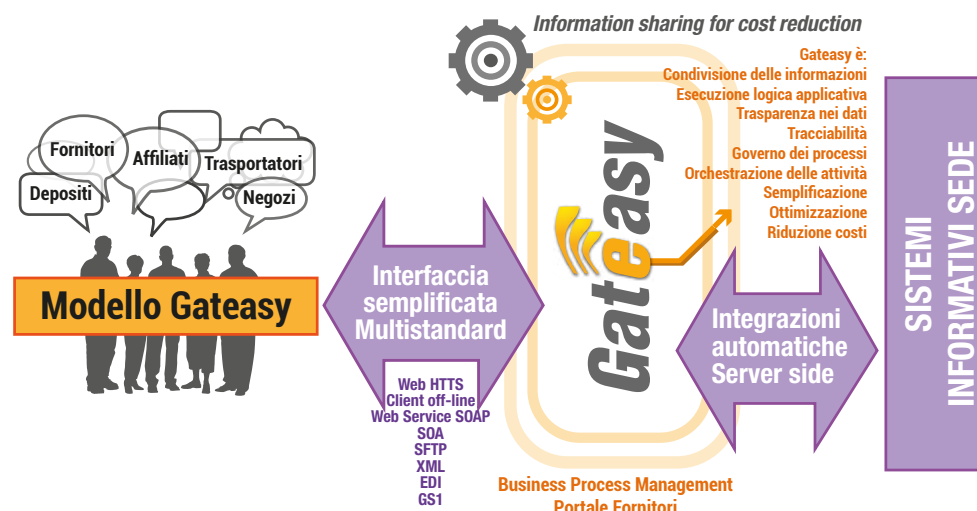 Information sharing for cost reduction
Gateasy è:
Condivisione delle informazioni
Esecuzione logica applicativa
Trasparenza nei dati
Tracciabilità
Governo dei processi
Orchestrazione delle attività
Semplificazione
Ottimizzazione
Riduzione costi
Fornitori
Affiliati
Trasportatori
Depositi
Negozi
Modello Gateasy
Interfaccia
semplificata
Multistandard
Web HTTS
Client off-line
Web Service SOAP
SOA
SFTP
XML
EDI
GS1
Gateasy
Integrazioni
automatiche
Server side
SISTEMI
INFORMATIVI SEDE
Business Process Management
Portale Fornitori